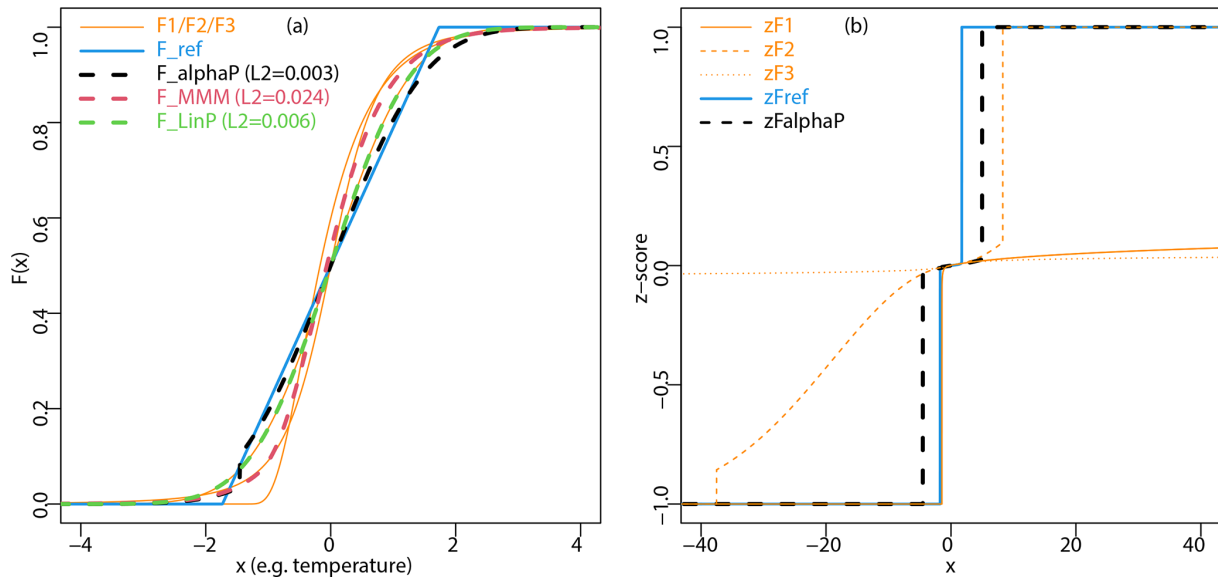 F1/F2/F3
F_ref
F_alphaP (L2=0.003)
F_MMM (L2=0.024)
F_LinP (L2=0.006)
(a)
F(x)
0.0
0.2
0.4
0.6
0.8
1.0
−4
−2
0
2
4
x (e.g. temperature)
zF1
zF2
zF3
zFref
zFalphaP
(b)
z−score
−1.0
−0.5
0.0
0.5
1.0
−40
−20
0
20
40
x